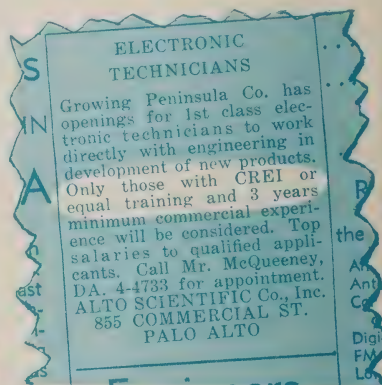 ELECTRONIC
TECHNICIANS
Growing Peninsula Co. has
openings for 1st class elec-
tronic technicians to work
directly with engineering in
development of new products.
Only those with CREI or
equal training and 3 years
minimum commercial experi-
ence will be considered. Top
salaries to qualified appli-
cants. Call Mr. McQueeney,
DA. 4-4733 for appointment.
ALTO SCIENTIFIC Co., Inc.
855 COMMERCIAL ST.
PALO ALTO
S
IN
A
the
Ant
FM